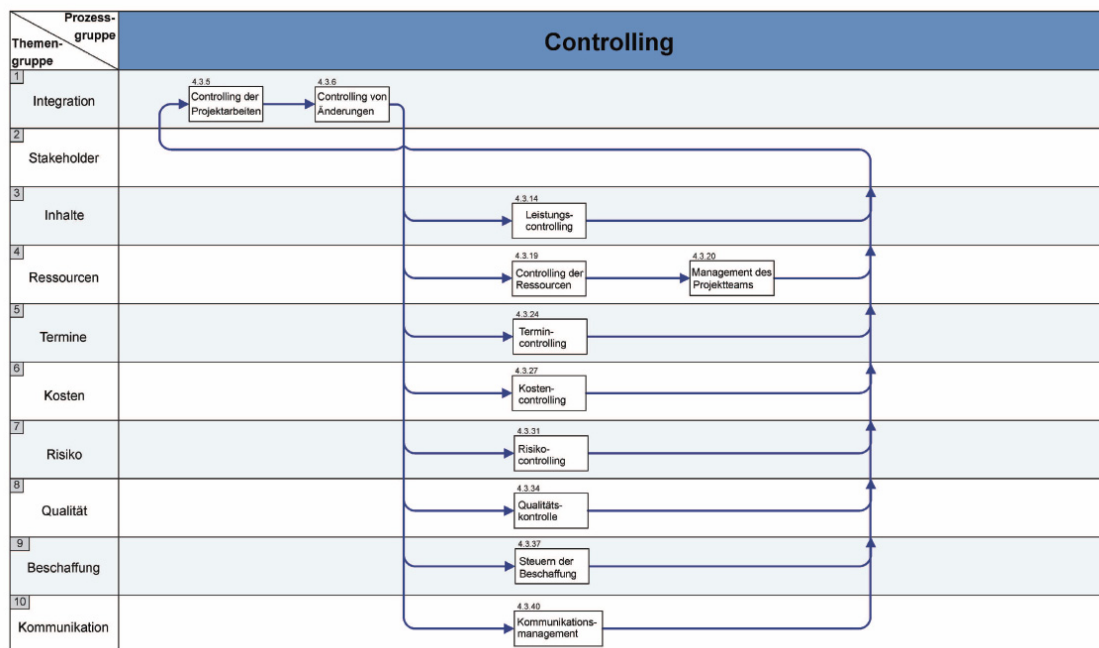 Prozess-
gruppe
Themen-
gruppe
Controlling
1
Integration
4.3.5
Controlling der
Projektarbeiten
4.3.6
Controlling von
Änderungen
2
Stakeholder
3
Inhalte
4.3.14
Leistungs-
controlling
4
Ressourcen
4.3.19
Controlling der
Ressourcen
4.3.20
Management des
Projektteams
5
Termine
4.3.24
Termin-
controlling
6
Kosten
4.3.27
Kosten-
controlling
7
Risiko
4.3.31
Risiko-
controlling
8
Qualität
4.3.34
Qualitäts-
kontrolle
9
Beschaffung
4.3.37
Steuern der
Beschaffung
10
Kommunikation
4.3.40
Kommunikations-
management